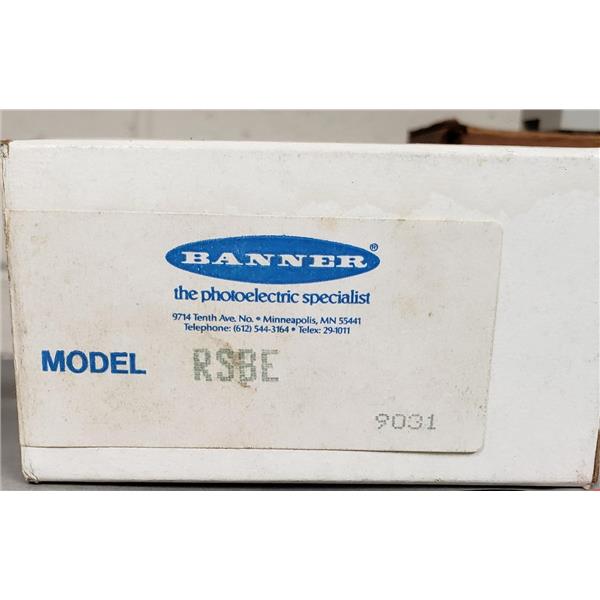 BANNER®
the photoelectric specialist
9714 Tenth Ave. No. • Minneapolis, MN 55441
Telephone: (612) 544-3164 • Telex: 29-1011
MODEL RSBE
9031